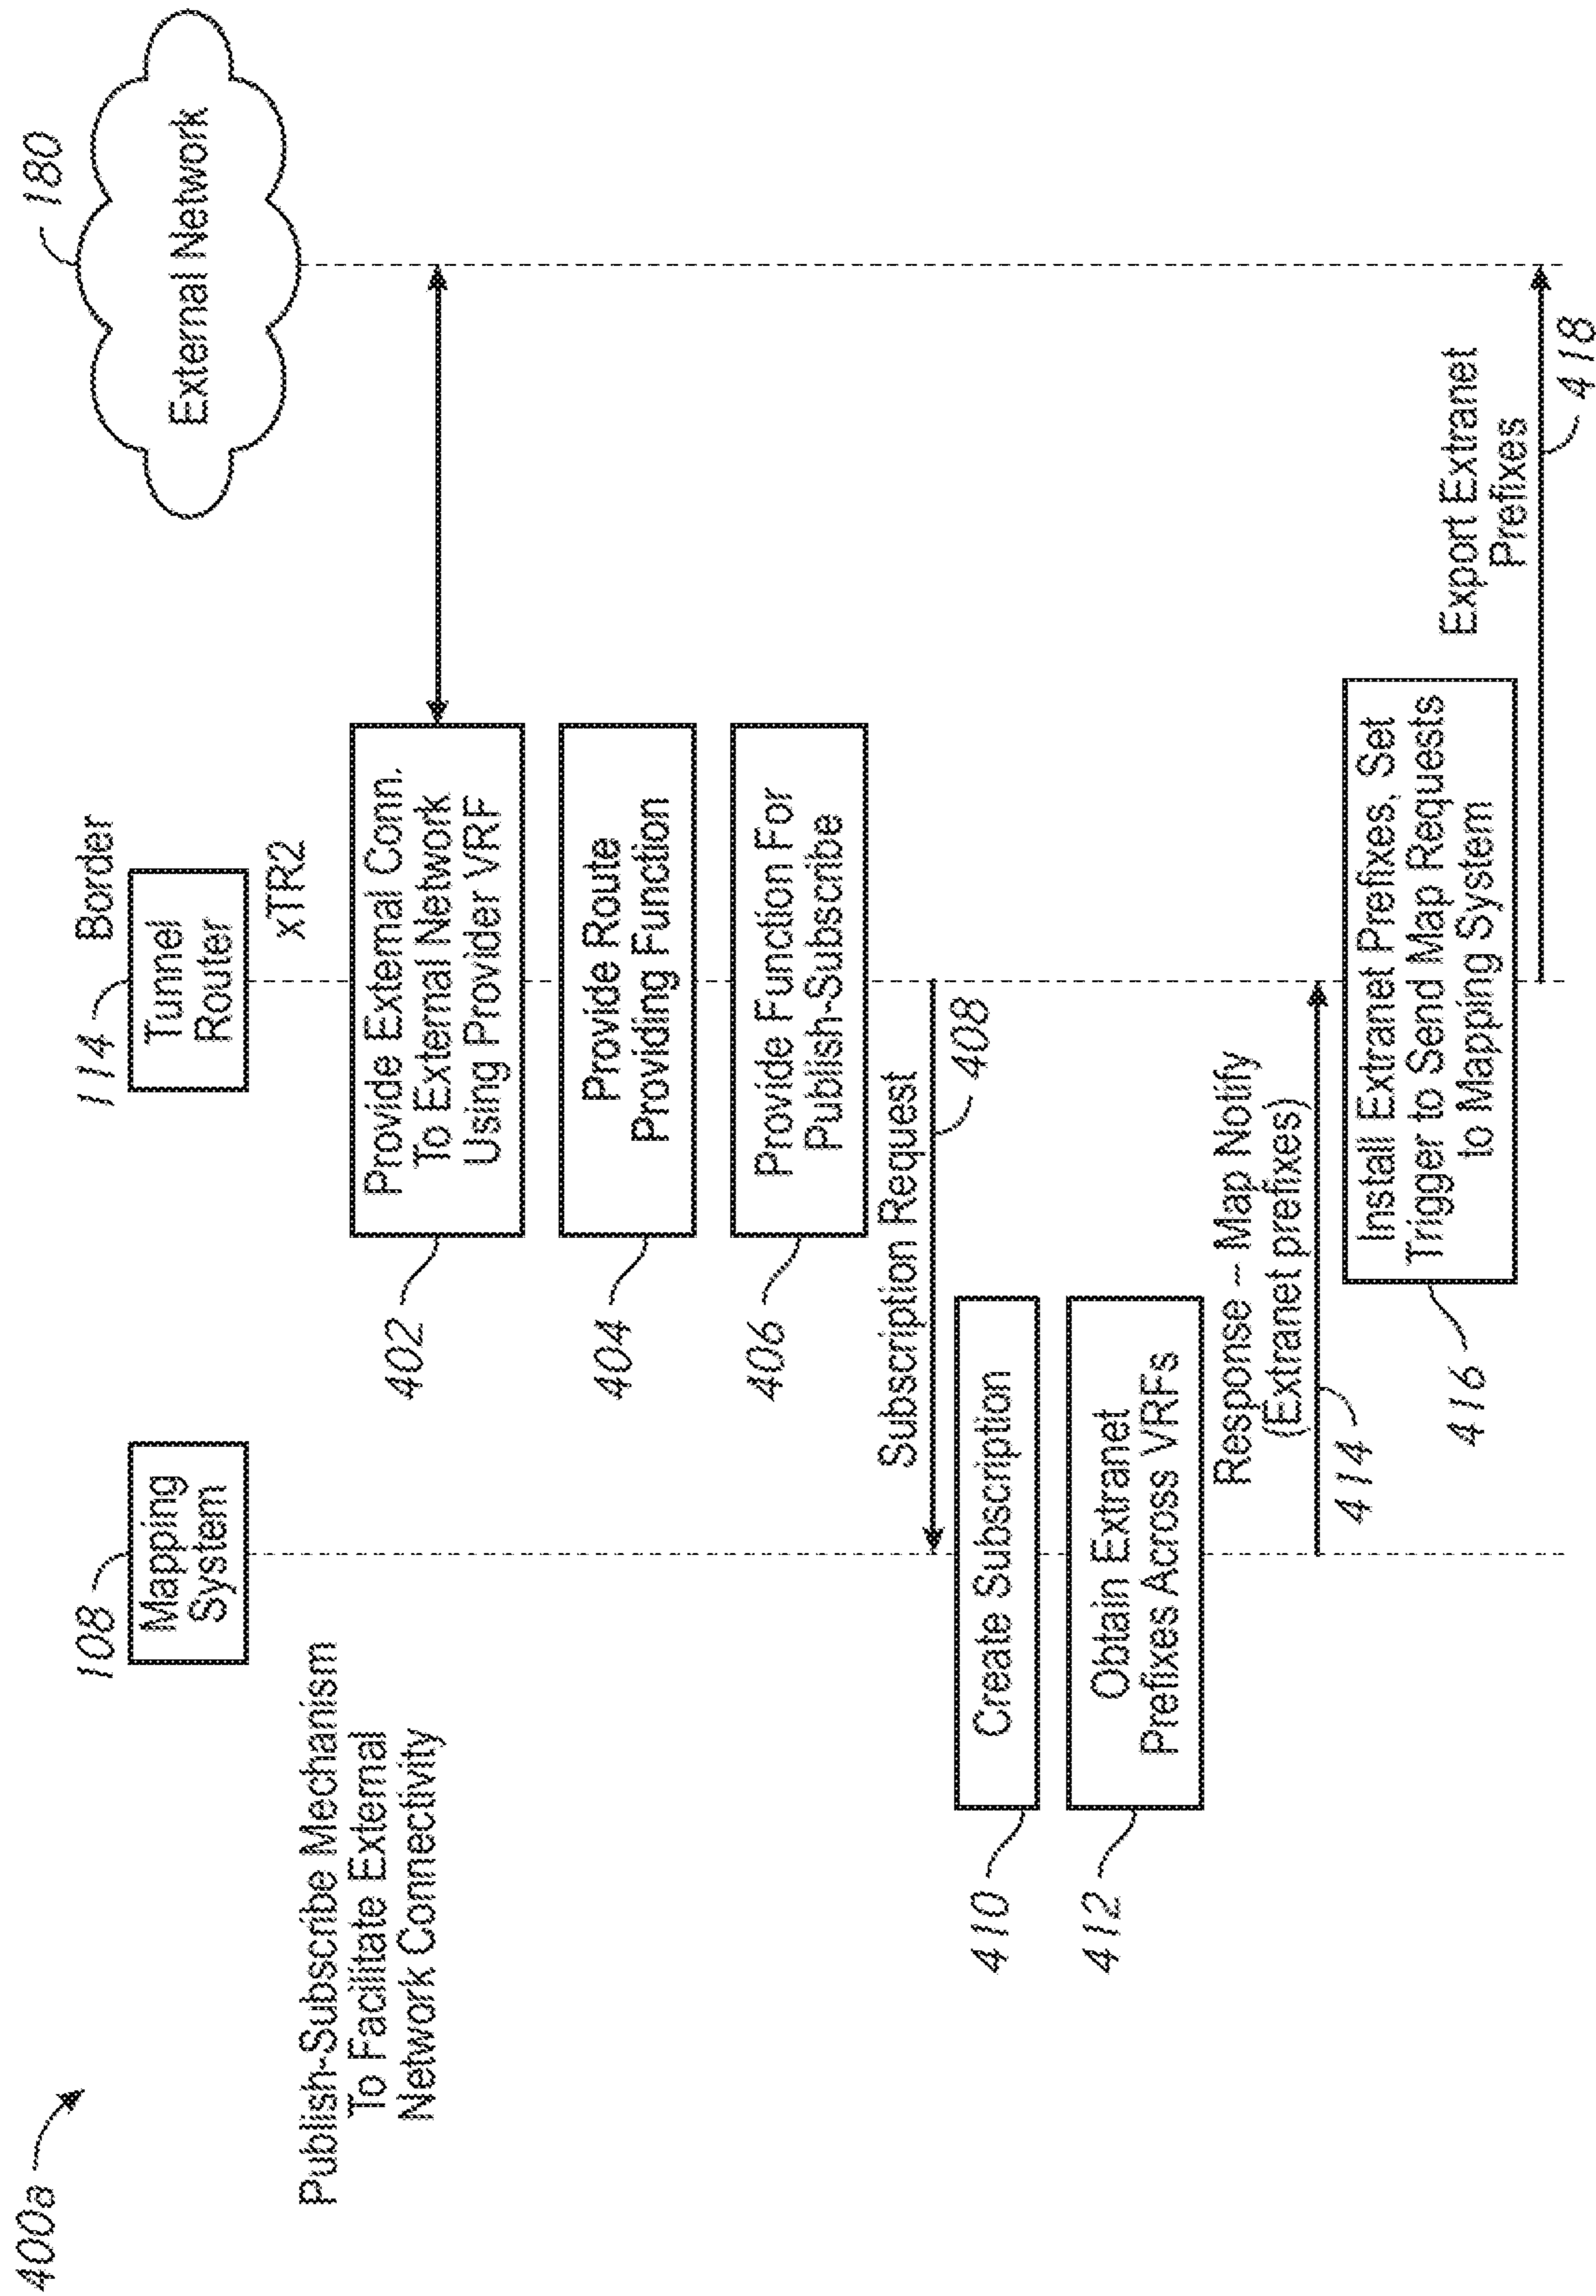 400a
Publish-Subscribe Mechanism
To Facilitate External
Network Connectivity
108
Mapping
System
114
Border
Tunnel
Router
xTR2
180
External Network
402
Provide External Conn.
To External Network
Using Provider VRF
404
Provide Route
Providing Function
406
Provide Function For
Publish-Subscribe
Subscription Request
408
410
Create Subscription
412
Obtain Extranet
Prefixes Across VRFs
Response -- Map Notify
(Extranet prefixes)
414
416
Install Extranet Prefixes, Set
Trigger to Send Map Requests
to Mapping System
Export Extranet
Prefixes
418